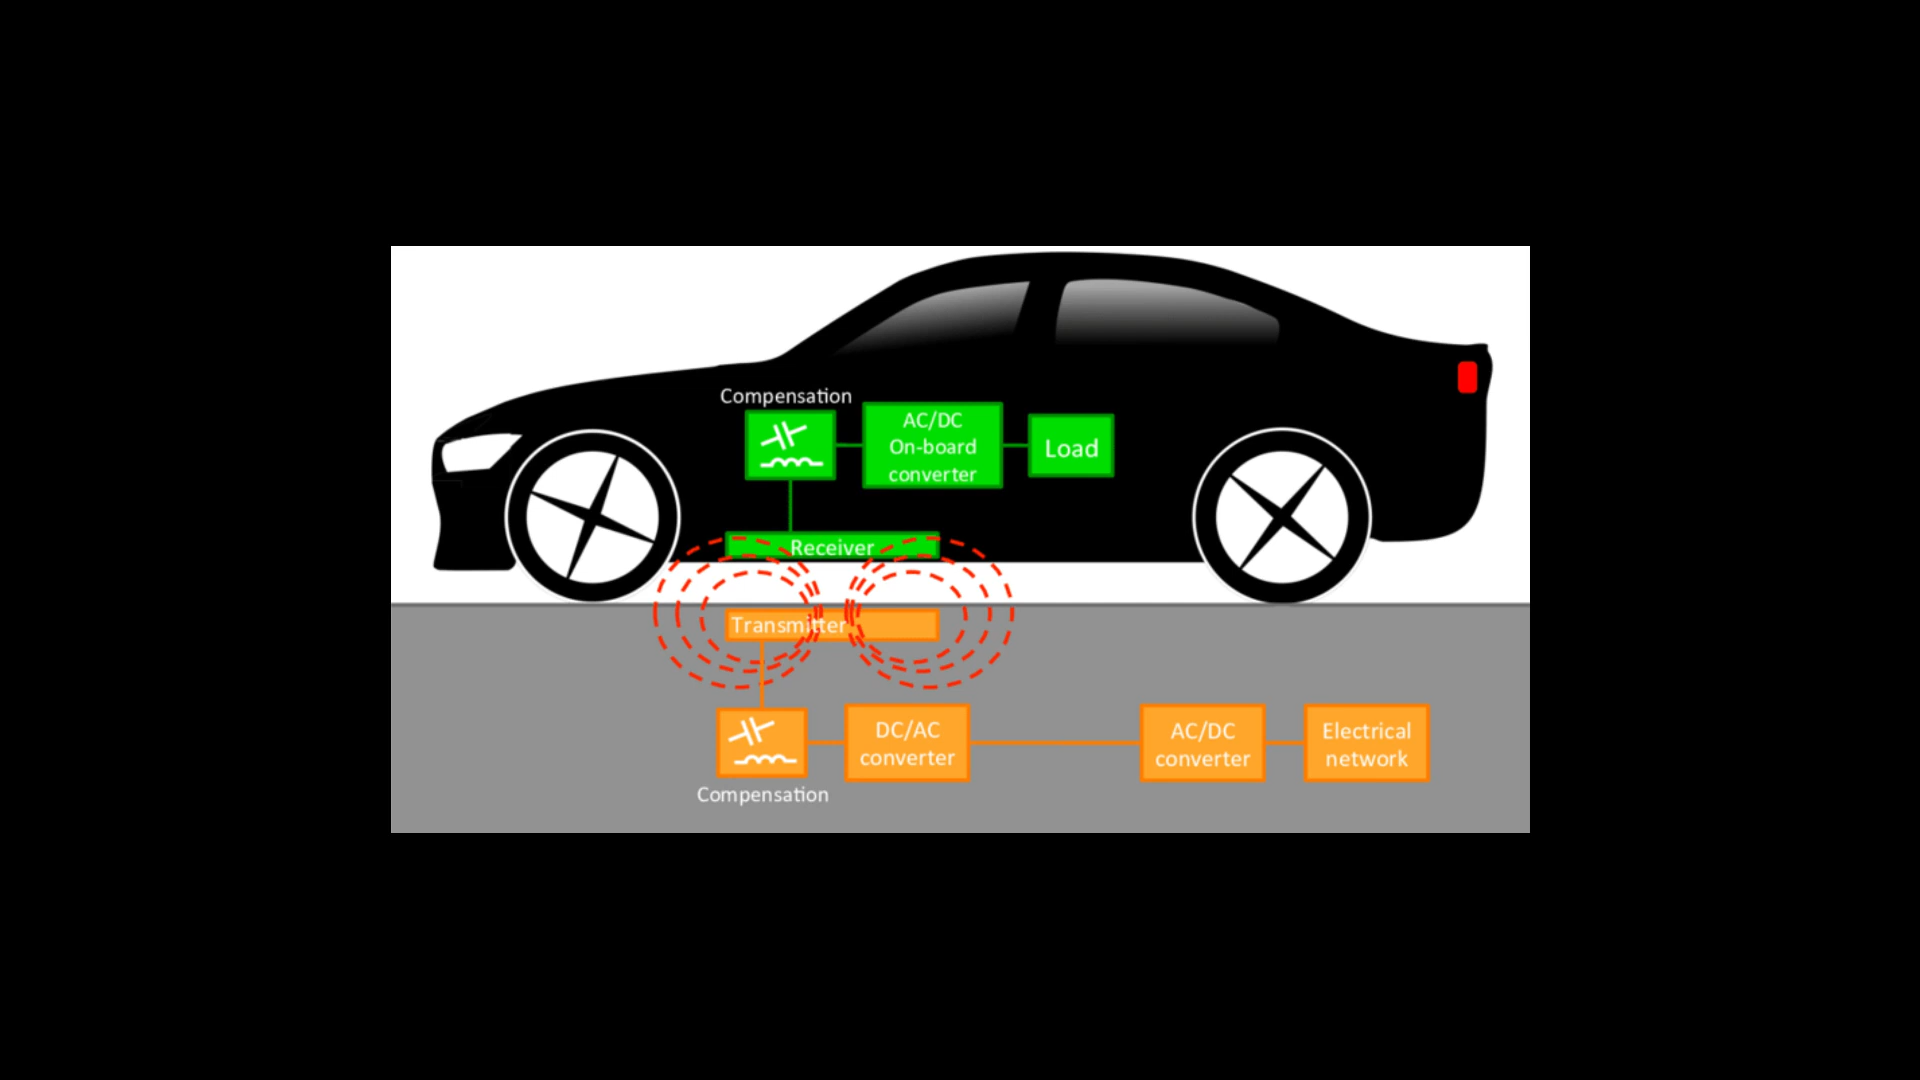 Compensation
AC/DC
On-board
converter
Load
Receiver
Transmitter
DC/AC
converter
AC/DC
converter
Electrical
network
Compensation